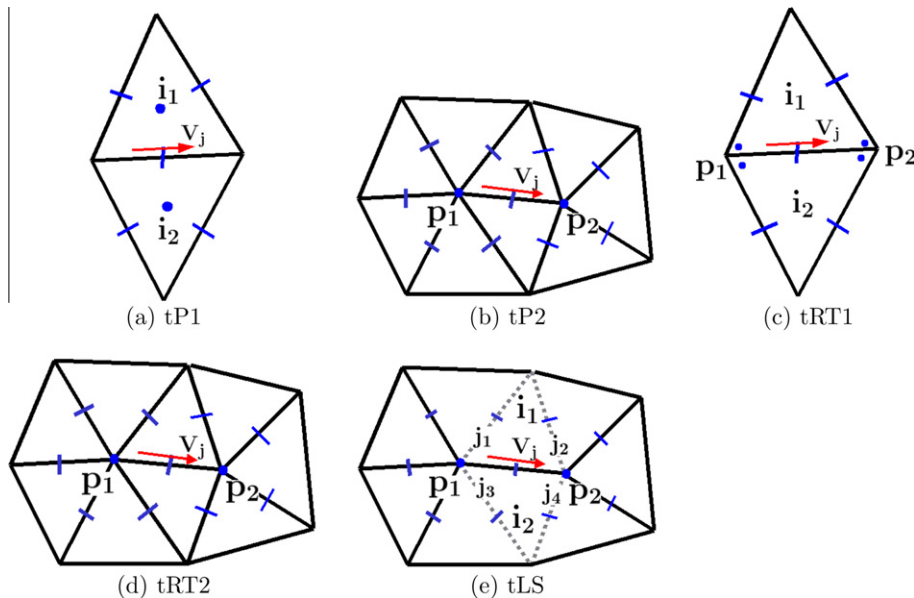 i1
Vj
i2
(a) tP1
Vj
p1
p2
(b) tP2
i1
Vj
p1
p2
i2
(c) tRT1
Vj
p1
p2
(d) tRT2
i1
j1
Vj
j2
p1
j3
j4
p2
i2
(e) tLS